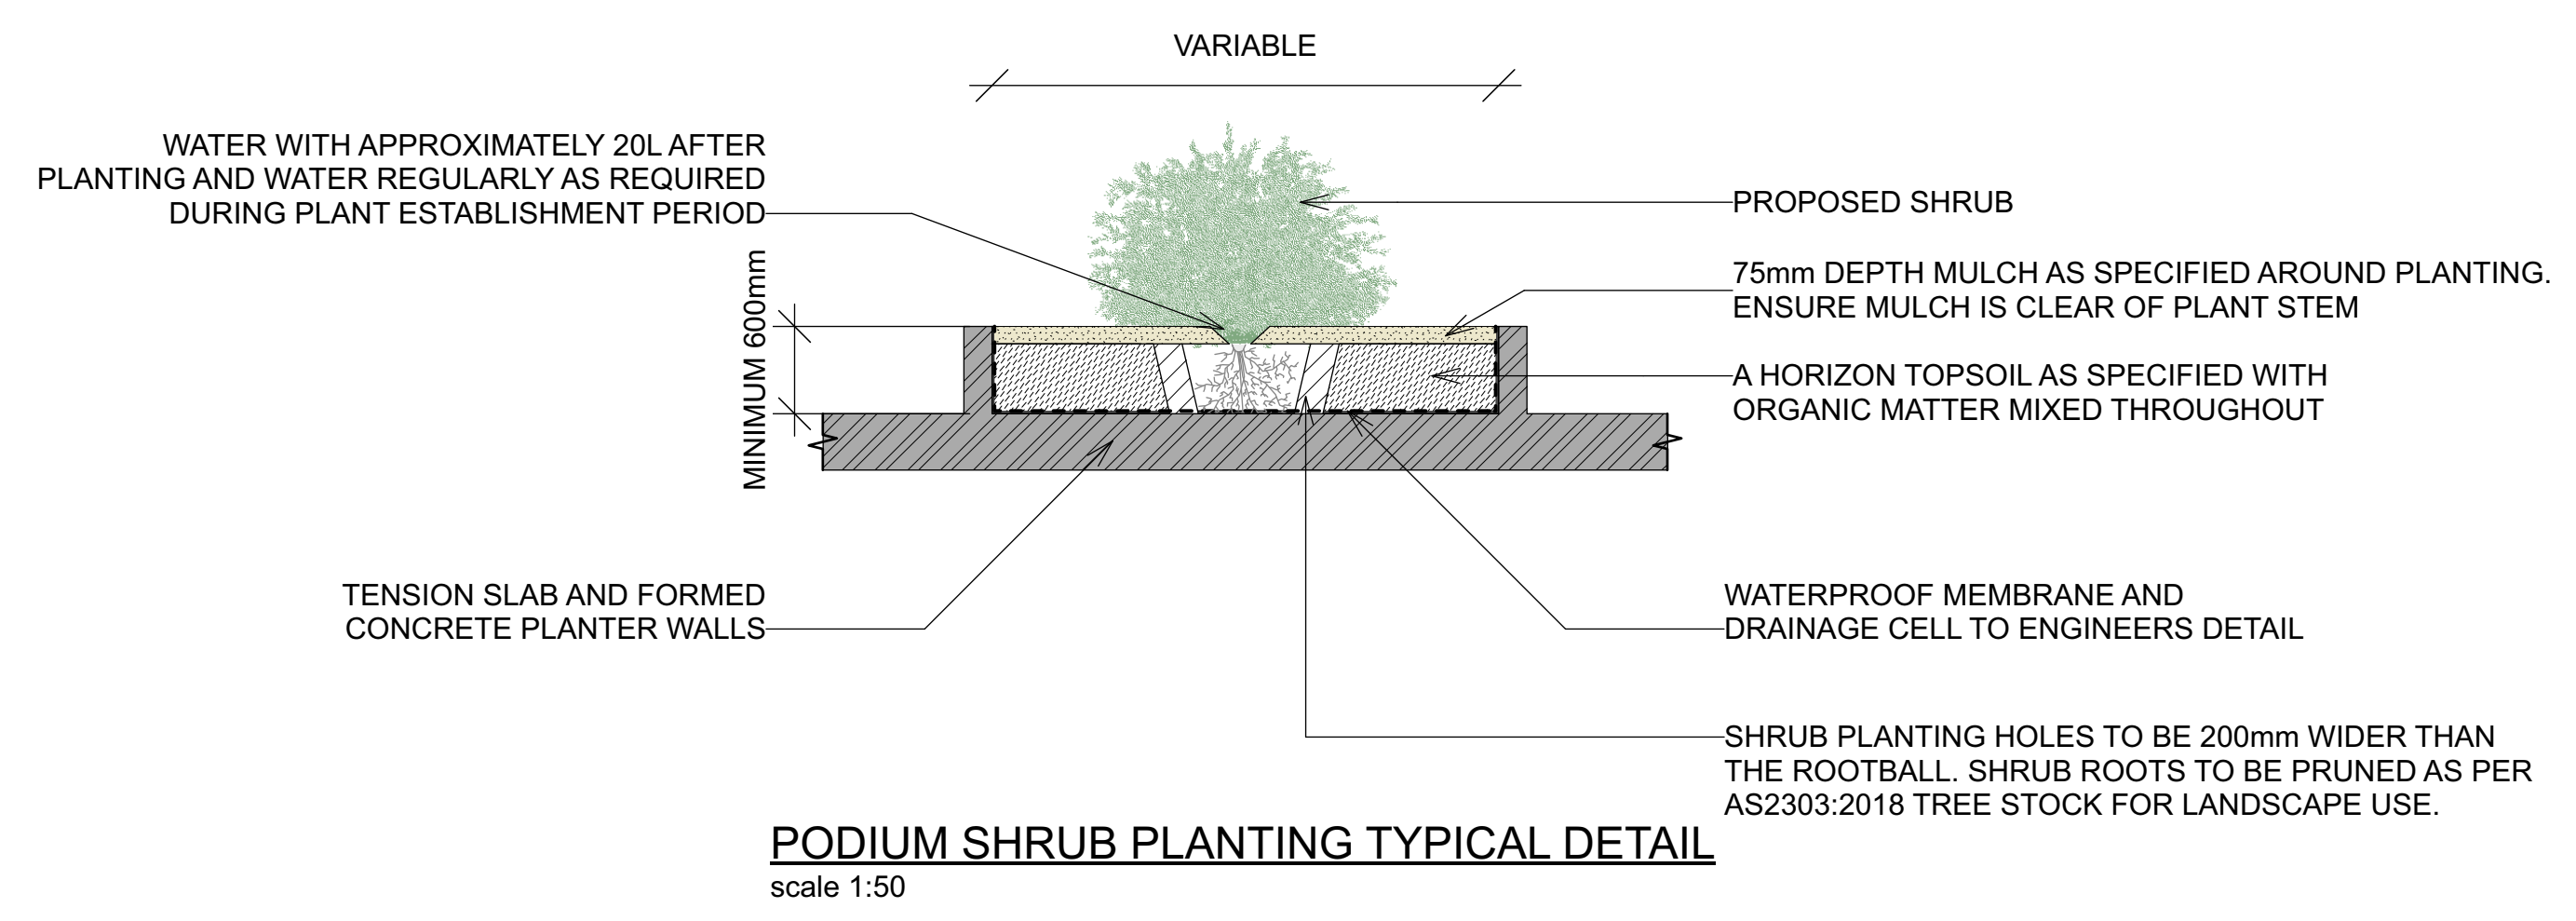 VARIABLE
WATER WITH APPROXIMATELY 20L AFTER
PLANTING AND WATER REGULARLY AS REQUIRED
DURING PLANT ESTABLISHMENT PERIOD
MINIMUM 600mm
TENSION SLAB AND FORMED
CONCRETE PLANTER WALLS
PROPOSED SHRUB
75mm DEPTH MULCH AS SPECIFIED AROUND PLANTING.
ENSURE MULCH IS CLEAR OF PLANT STEM
A HORIZON TOPSOIL AS SPECIFIED WITH
ORGANIC MATTER MIXED THROUGHOUT
WATERPROOF MEMBRANE AND
DRAINAGE CELL TO ENGINEERS DETAIL
SHRUB PLANTING HOLES TO BE 200mm WIDER THAN
THE ROOTBALL. SHRUB ROOTS TO BE PRUNED AS PER
AS2303:2018 TREE STOCK FOR LANDSCAPE USE.
PODIUM SHRUB PLANTING TYPICAL DETAIL
scale 1:50